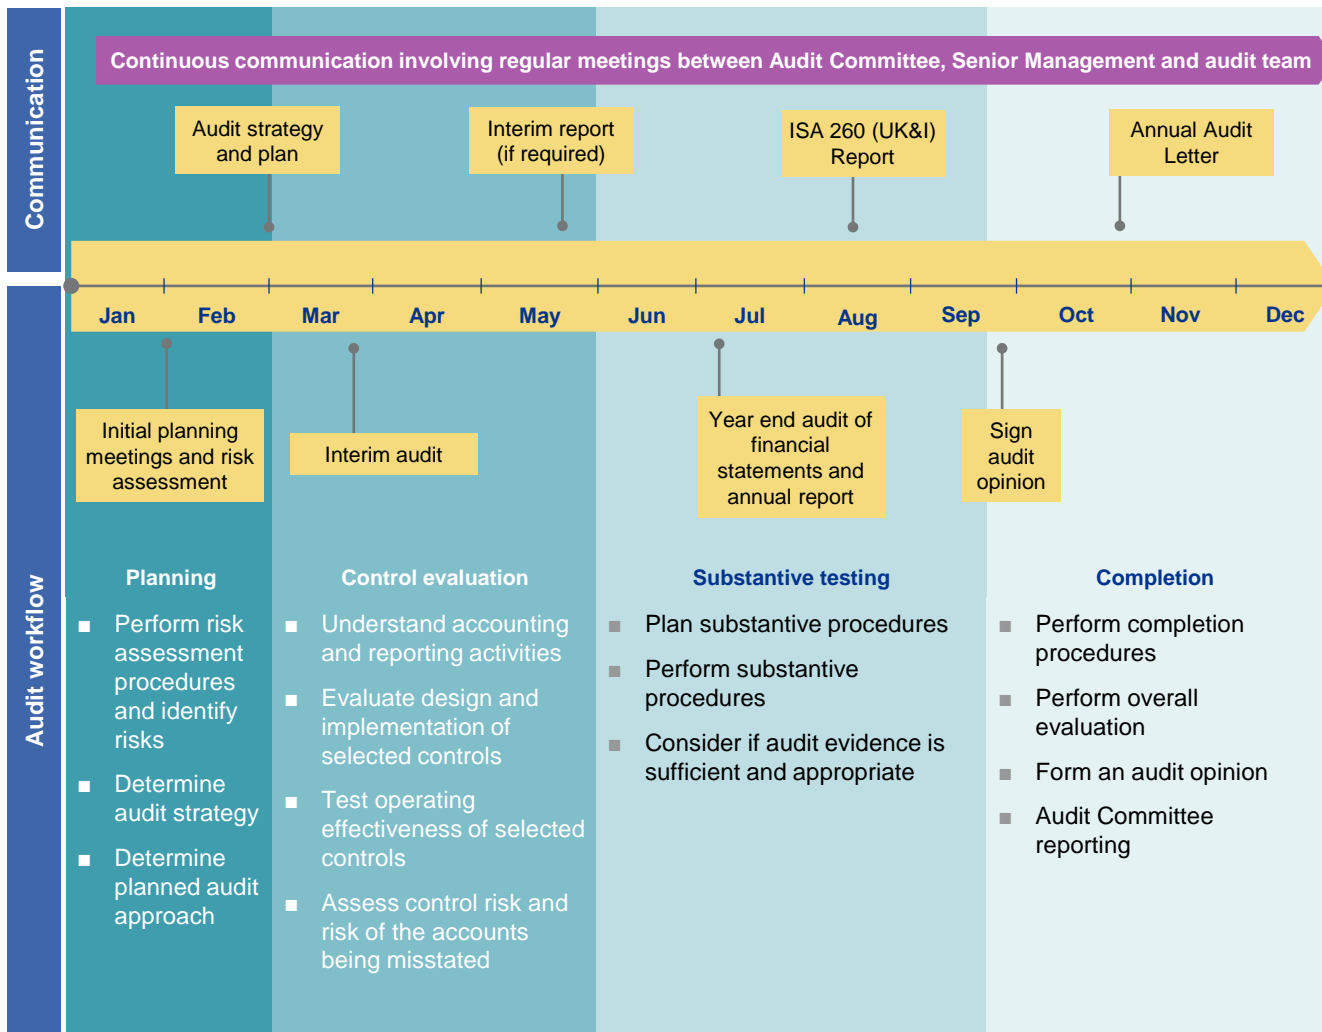 Communication
Continuous communication involving regular meetings between Audit Committee, Senior Management and audit team
Audit strategy
and plan
Interim report
(if required)
ISA 260 (UK&I)
Report
Annual Audit
Letter
Jan
Feb
Mar
Apr
May
Jun
Jul
Aug
Sep
Oct
Nov
Dec
Initial planning
meetings and risk
assessment
Interim audit
Year end audit of
financial
statements and
annual report
Sign
audit
opinion
Audit workflow
Planning
■ Perform risk
assessment
procedures
and identify
risks
■ Determine
audit strategy
■ Determine
planned audit
approach
Control evaluation
■ Understand accounting
and reporting activities
■ Evaluate design and
implementation of
selected controls
■ Test operating
effectiveness of selected
controls
■ Assess control risk and
risk of the accounts
being misstated
Substantive testing
■ Plan substantive procedures
■ Perform substantive
procedures
■ Consider if audit evidence is
sufficient and appropriate
Completion
■ Perform completion
procedures
■ Perform overall
evaluation
■ Form an audit opinion
■ Audit Committee
reporting